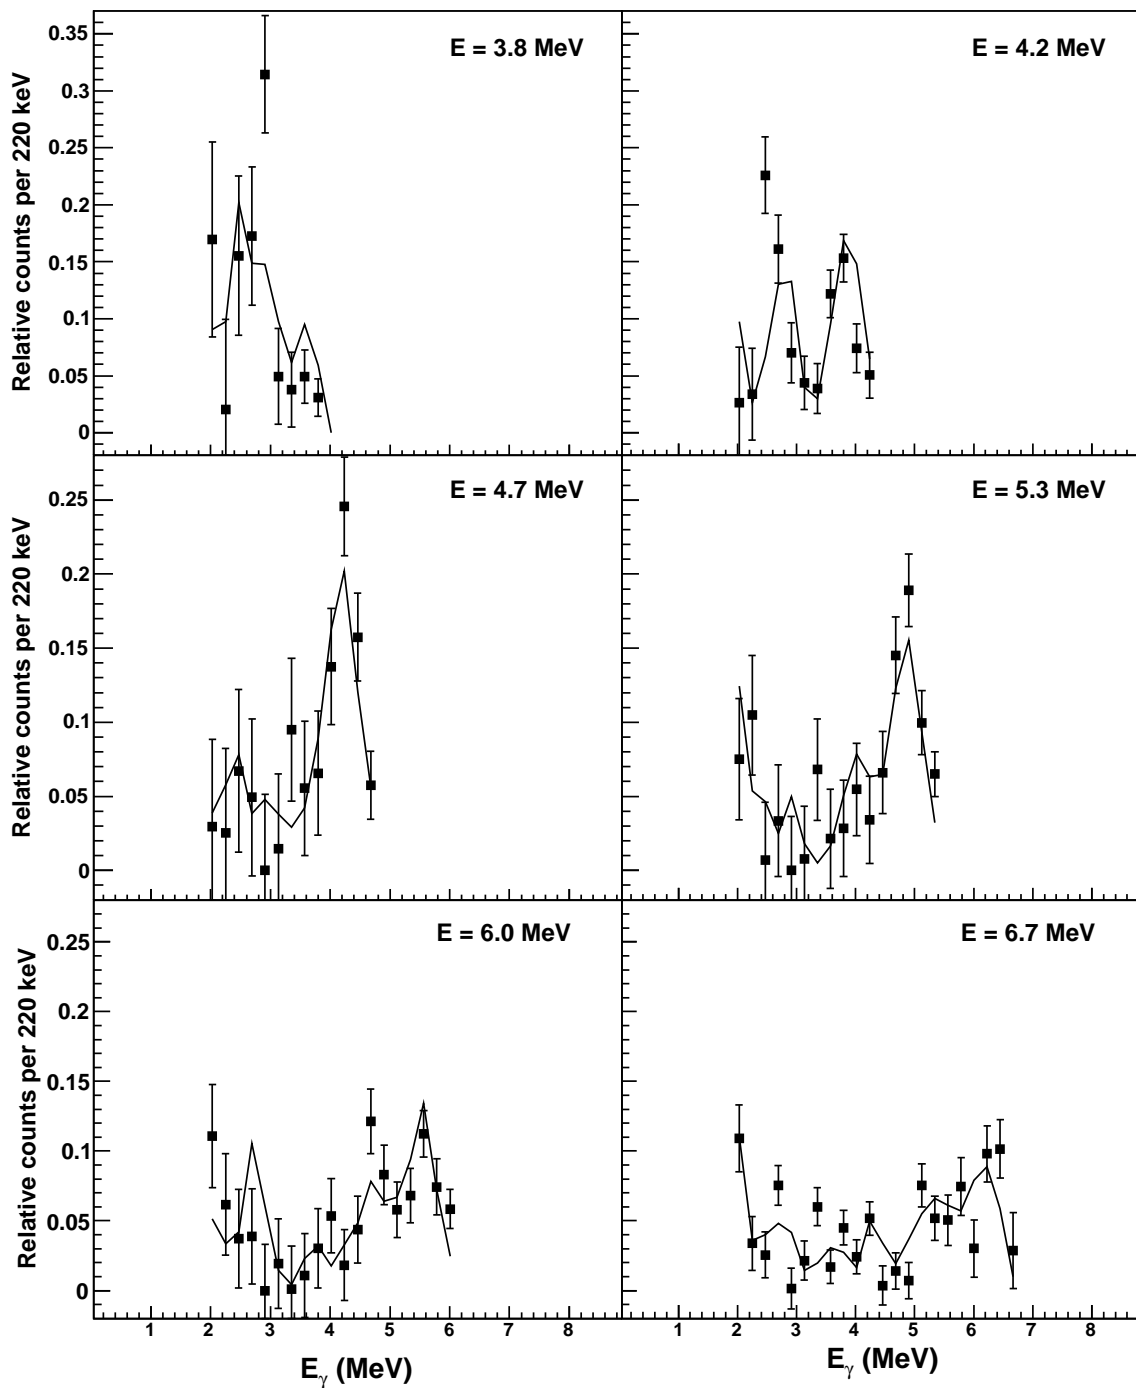 E = 3.8 MeV
E = 4.2 MeV
Relative counts per 220 keV
0.35
0.3
0.25
0.2
0.15
0.1
0.05
0
E = 4.7 MeV
E = 5.3 MeV
Relative counts per 220 keV
0.25
0.2
0.15
0.1
0.05
0
E = 6.0 MeV
E = 6.7 MeV
Relative counts per 220 keV
0.25
0.2
0.15
0.1
0.05
0
1 2 3 4 5 6 7 8
1 2 3 4 5 6 7 8
Eγ (MeV)
Eγ (MeV)